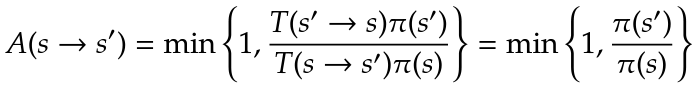 A(s → s′) = min {1, T(s′ → s)π(s′) / T(s → s′)π(s)} = min {1, π(s′) / π(s)}